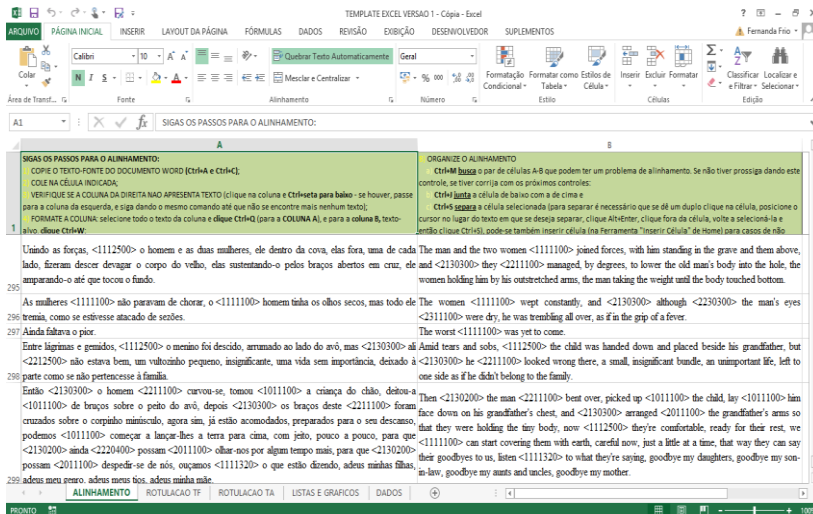 TEMPLATE EXCEL VERSAO 1 - Cópia - Excel
ARQUIVO PÁGINA INICIAL INSERIR LAYOUT DA PÁGINA FÓRMULAS DADOS REVISÃO EXIBIÇÃO DESENVOLVEDOR SUPLEMENTOS Fernanda Frio
Calibri 10 Quebrar Texto Automaticamente Geral
Colar N I S Mesclar e Centralizar % 000 Formatação Condicional Formatar como Tabela Estilos de Célula Inserir Excluir Formatar Classificar e Filtrar Localizar e Selecionar
Área de Transf... Fonte Alinhamento Número Estilo Células Edição
A1 fx SIGAS OS PASSOS PARA O ALINHAMENTO:
A B
SIGAS OS PASSOS PARA O ALINHAMENTO:
COPIE O TEXTO-FONTE DO DOCUMENTO WORD [Ctrl+A e Ctrl+C];
COLE NA CÉLULA INDICADA;
VERIFIQUE SE A COLUNA DA DIREITA NAO APRESENTA TEXTO (clique na coluna e Ctrl+seta para baixo - se houver, passe
para a coluna da esquerda, e siga dando o mesmo comando até que não se encontre mais nenhum texto);
FORMATE A COLUNA: selecione todo o texto da coluna e clique Ctrl+Q (para a COLUNA A), e para a coluna B, texto-
alvo, clique Ctrl+W;
1
ORGANIZE O ALINHAMENTO
Ctrl+M busca o par de células A-B que podem ter um problema de alinhamento. Se não tiver prossiga dando este
controle, se tiver corrija com os próximos controles:
Ctrl+J junta a célula de baixo com a de cima e
Ctrl+S separa a célula selecionada (para separar é necessário que se dê um duplo clique na célula, posicione o
cursor no lugar do texto em que se deseja separar, clique Alt+Enter, clique fora da célula, volte a selecioná-la e
então clique Ctrl+S), pode-se também inserir célula (na Ferramenta "Inserir Célula" de Home) para casos de não
Unindo as forças, <1112500> o homem e as duas mulheres, ele dentro da cova, elas fora, uma de cada
lado, fizeram descer devagar o corpo do velho, elas sustentando-o pelos braços abertos em cruz, ele
295 amparando-o até que tocou o fundo.
The man and the two women <1111100> joined forces, with him standing in the grave and them above,
and <2130300> they <2211100> managed, by degrees, to lower the old man's body into the hole, the
women holding him by his outstretched arms, the man taking the weight until the body touched bottom.
As mulheres <1111100> não paravam de chorar, o <1111100> homem tinha os olhos secos, mas todo ele
296 tremia, como se estivesse atacado de sezões.
The women <1111100> wept constantly, and <2130300> although <2230300> the man's eyes
<2311100> were dry, he was trembling all over, as if in the grip of a fever.
297 Ainda faltava o pior.
The worst <1111100> was yet to come.
Entre lágrimas e gemidos, <1112500> o menino foi descido, arrumado ao lado do avô, mas <2130300> ali
<2212500> não estava bem, um vultozinho pequeno, insignificante, uma vida sem importância, deixado à
298 parte como se não pertencesse à família.
Amid tears and sobs, <1112500> the child was handed down and placed beside his grandfather, but
<2130300> he <2211100> looked wrong there, a small, insignificant bundle, an unimportant life, left to
one side as if he didn't belong to the family.
Então <2130300> o homem <2211100> curvou-se, tomou <1011100> a criança do chão, deitou-a
<1011100> de bruços sobre o peito do avô, depois <2130300> os braços deste <2211100> foram
cruzados sobre o corpinho minúsculo, agora sim, já estão acomodados, preparados para o seu descanso,
podemos <1011100> começar a lançar-lhes a terra para cima, com jeito, pouco a pouco, para que
<2130200> ainda <2220400> possam <2011100> olhar-nos por algum tempo mais, para que <2130200>
possam <2011100> despedir-se de nós, ouçamos <1111320> o que estão dizendo, adeus minhas filhas,
299 adeus meu genro, adeus meus tios, adeus minha mãe.
Then <2130200> the man <2211100> bent over, picked up <1011100> the child, lay <1011100> him
face down on his grandfather's chest, and <2130300> arranged <2011100> the grandfather's arms so
that they were holding the tiny body, now <1112500> they're comfortable, ready for their rest, we
<1111100> can start covering them with earth, careful now, just a little at a time, that way they can say
their goodbyes to us, listen <1111320> to what they're saying, goodbye my daughters, goodbye my son-
in-law, goodbye my aunts and uncles, goodbye my mother.
ALINHAMENTO ROTULACAO TF ROTULACAO TA LISTAS E GRAFICOS DADOS
PRONTO 100%